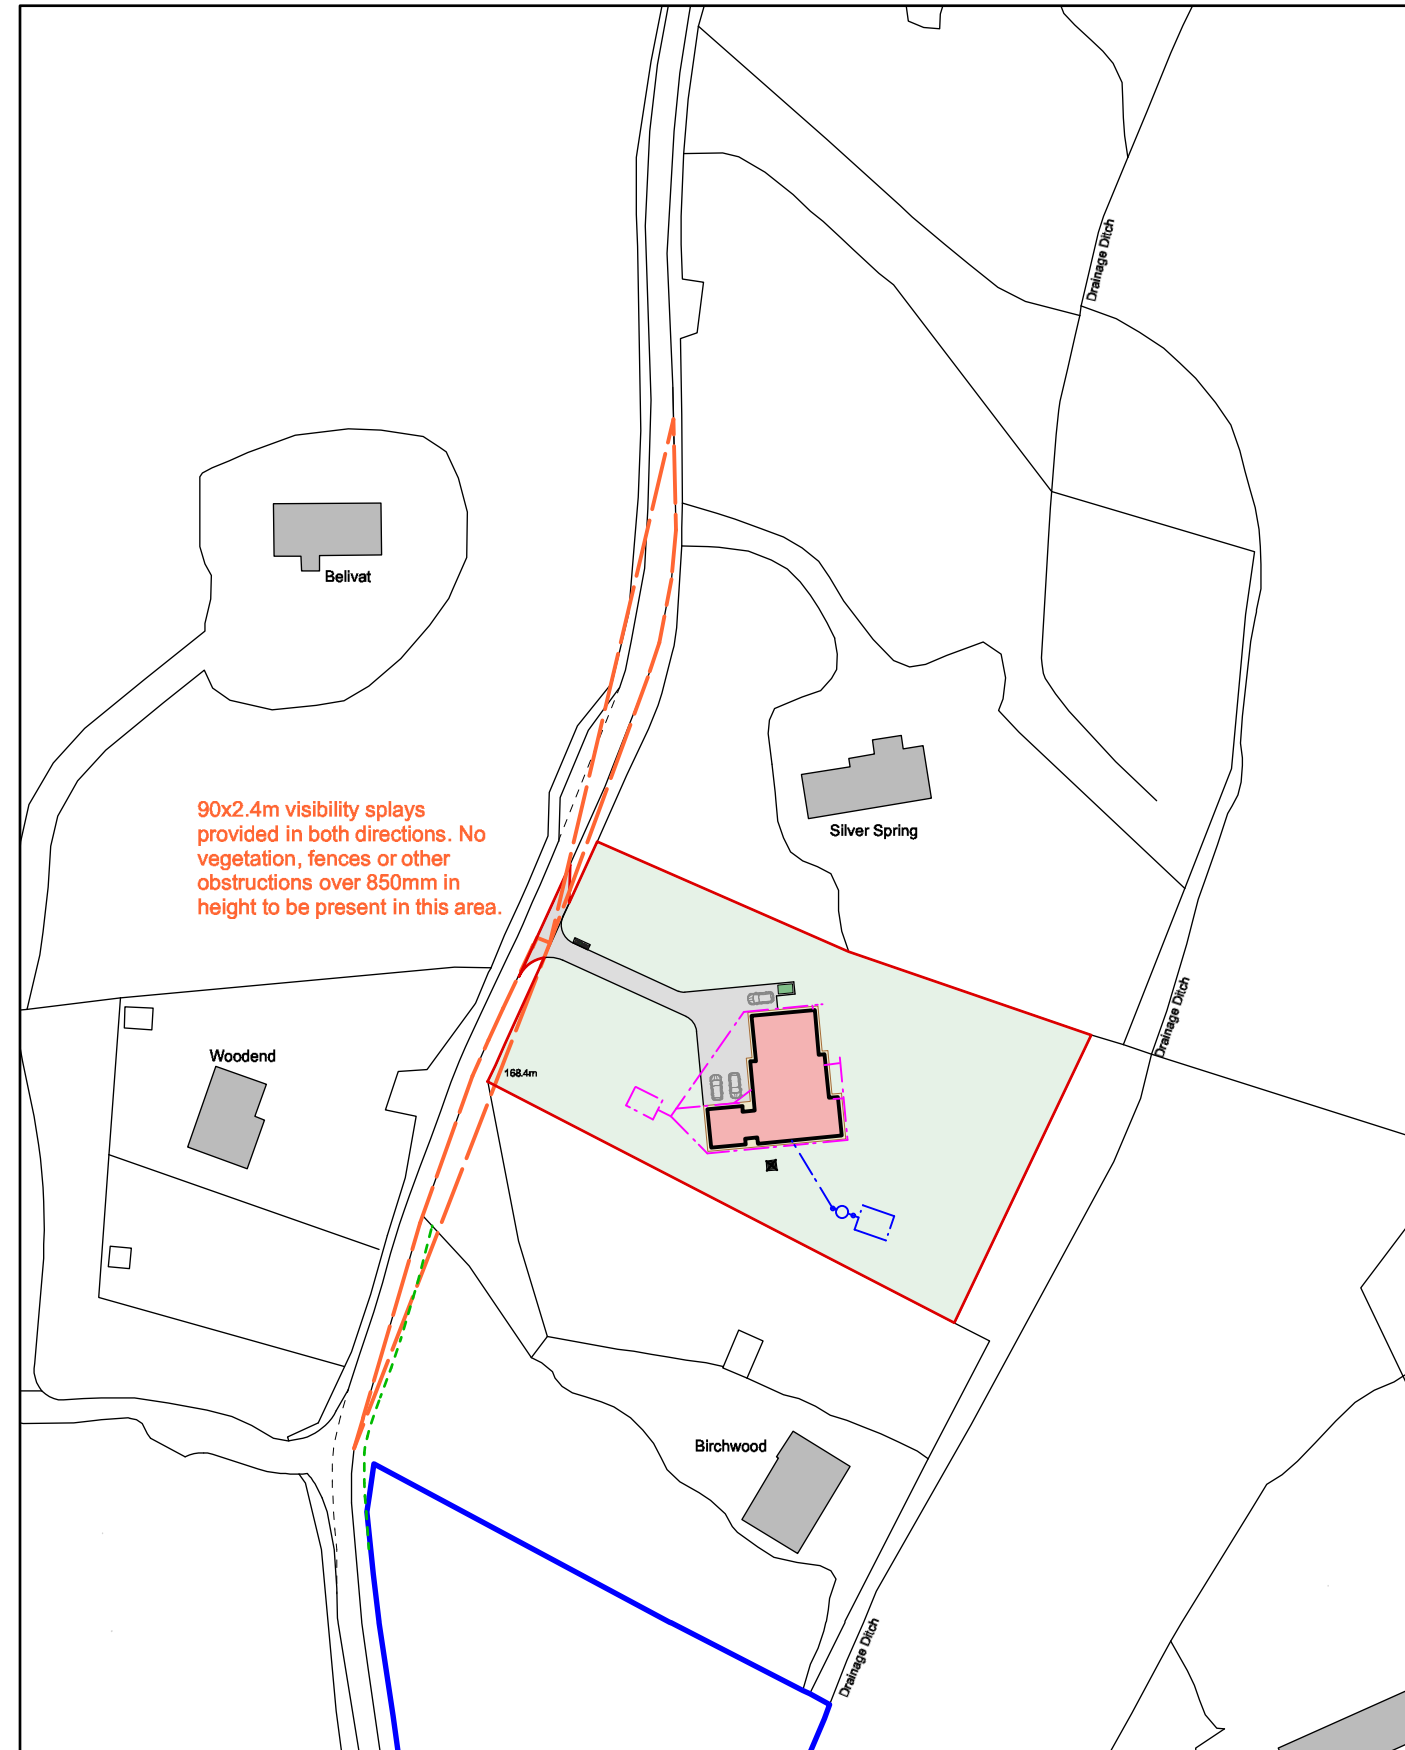 Drainage Ditch
Belivat
90x2.4m visibility splays
provided in both directions. No
vegetation, fences or other
obstructions over 850mm in
height to be present in this area.
Silver Spring
Drainage Ditch
Woodend
168.4m
Birchwood
Drainage Ditch